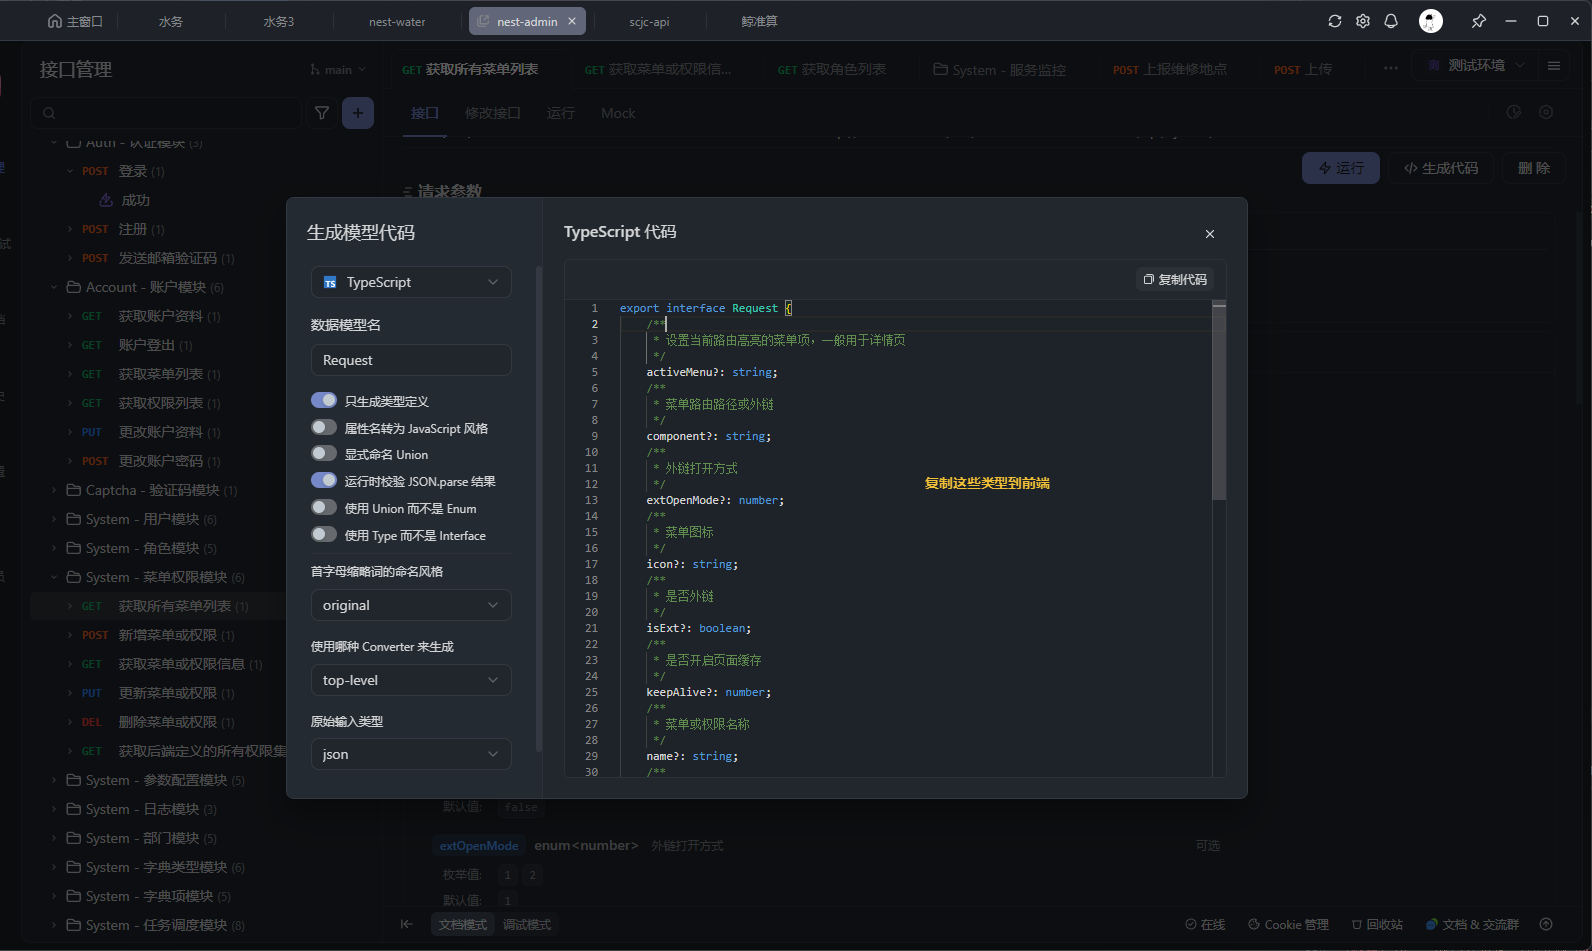 主窗口
水务
水务3
nest-water
nest-admin
scjc-api
鲸准算
接口管理
main
GET 获取所有菜单列表
GET 获取菜单或权限信...
GET 获取角色列表
System - 服务监控
POST 上报维修地点
POST 上传
测 测试环境
接口
修改接口
运行
Mock
运行
生成代码
删 除
请求参数
Auth - 认证模块 (3)
POST 登录 (1)
成功
POST 注册 (1)
POST 发送邮箱验证码 (1)
Account - 账户模块 (6)
GET 获取账户资料 (1)
GET 账户登出 (1)
GET 获取菜单列表 (1)
GET 获取权限列表 (1)
PUT 更改账户资料 (1)
POST 更改账户密码 (1)
Captcha - 验证码模块 (1)
System - 用户模块 (6)
System - 角色模块 (5)
System - 菜单权限模块 (6)
GET 获取所有菜单列表 (1)
POST 新增菜单或权限 (1)
GET 获取菜单或权限信息 (1)
PUT 更新菜单或权限 (1)
DEL 删除菜单或权限 (1)
GET 获取后端定义的所有权限集
System - 参数配置模块 (5)
System - 日志模块 (3)
System - 部门模块 (5)
System - 字典类型模块 (6)
System - 字典项模块 (5)
System - 任务调度模块 (8)
生成模型代码
TS TypeScript
数据模型名
Request
只生成类型定义
属性名转为 JavaScript 风格
显式命名 Union
运行时校验 JSON.parse 结果
使用 Union 而不是 Enum
使用 Type 而不是 Interface
首字母缩略词的命名风格
original
使用哪种 Converter 来生成
top-level
原始输入类型
json
TypeScript 代码
复制代码
1 export interface Request {
2 /**
3 * 设置当前路由高亮的菜单项，一般用于详情页
4 */
5 activeMenu?: string;
6 /**
7 * 菜单路由路径或外链
8 */
9 component?: string;
10 /**
11 * 外链打开方式
12 */
13 extOpenMode?: number;
14 /**
15 * 菜单图标
16 */
17 icon?: string;
18 /**
19 * 是否外链
20 */
21 isExt?: boolean;
22 /**
23 * 是否开启页面缓存
24 */
25 keepAlive?: number;
26 /**
27 * 菜单或权限名称
28 */
29 name?: string;
30 /**
复制这些类型到前端
默认值: false
extOpenMode enum<number> 外链打开方式 可选
枚举值: 1 2
默认值: 1
文档模式
调试模式
在线
Cookie 管理
回收站
文档 & 交流群